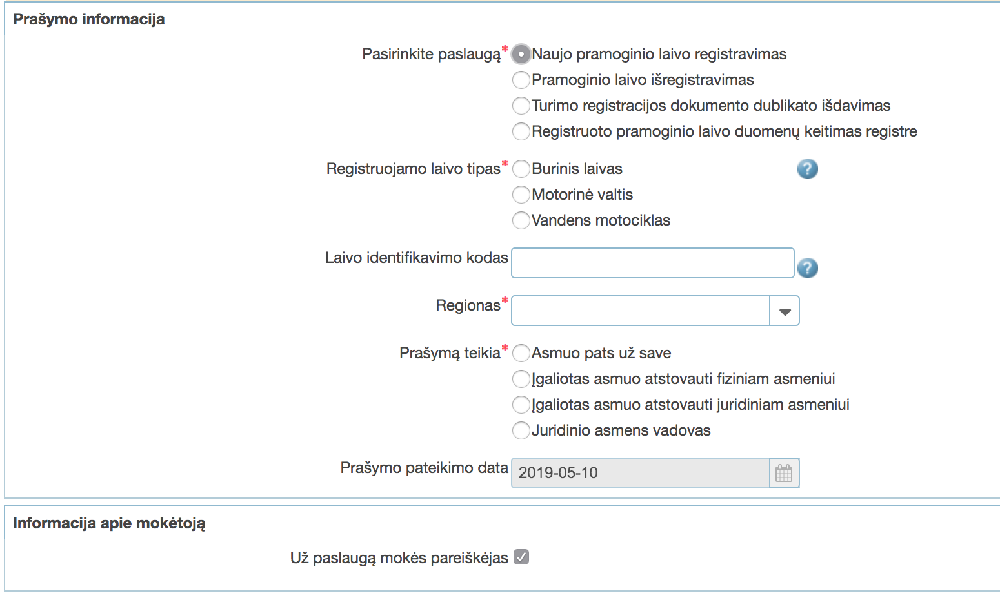 Prašymo informacija
Pasirinkite paslaugą* Naujo pramoginio laivo registravimas
Pramoginio laivo išregistravimas
Turimo registracijos dokumento dublikato išdavimas
Registruoto pramoginio laivo duomenų keitimas registre
Registruojamo laivo tipas* Burinis laivas ?
Motorinė valtis
Vandens motociklas
Laivo identifikavimo kodas ?
Regionas*
Prašymą teikia* Asmuo pats už save
Įgaliotas asmuo atstovauti fiziniam asmeniui
Įgaliotas asmuo atstovauti juridiniam asmeniui
Juridinio asmens vadovas
Prašymo pateikimo data 2019-05-10
Informacija apie mokėtoją
Už paslaugą mokės pareiškėjas